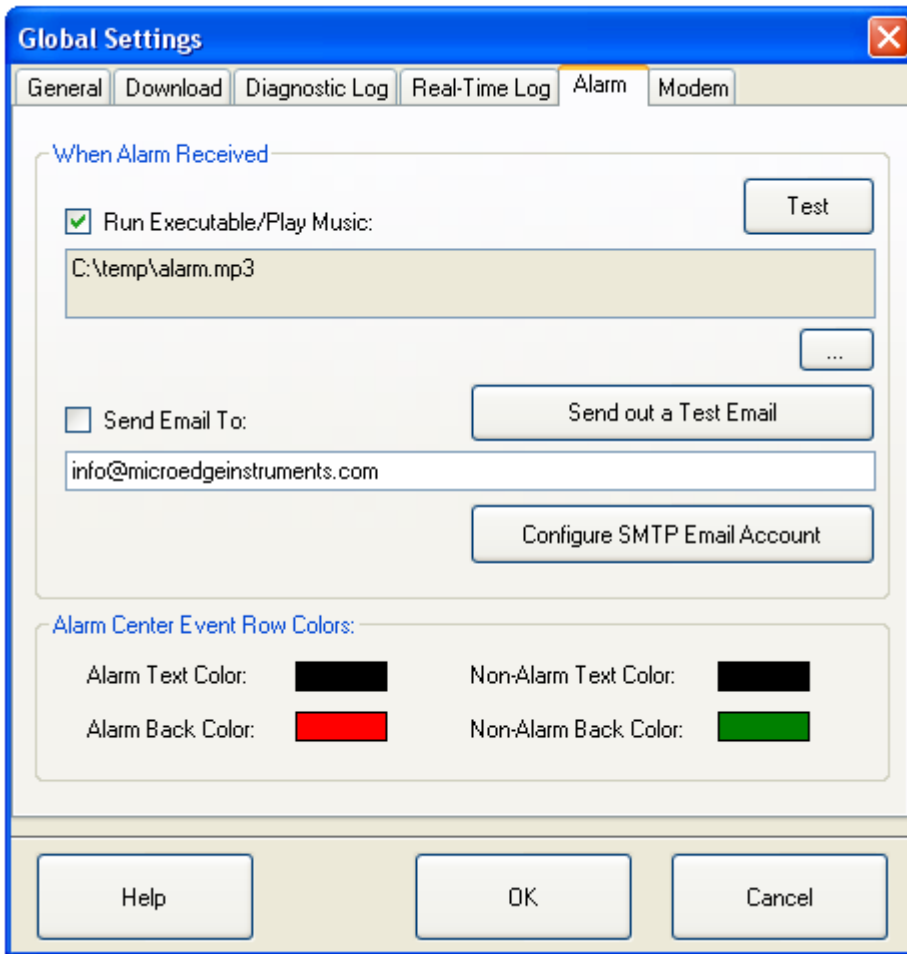 Global Settings
General Download Diagnostic Log Real-Time Log Alarm Modem
When Alarm Received
Test
Run Executable/Play Music:
C:\temp\alarm.mp3
...
Send Email To:
Send out a Test Email
info@microedgeinstruments.com
Configure SMTP Email Account
Alarm Center Event Row Colors:
Alarm Text Color: Non-Alarm Text Color:
Alarm Back Color: Non-Alarm Back Color:
Help OK Cancel